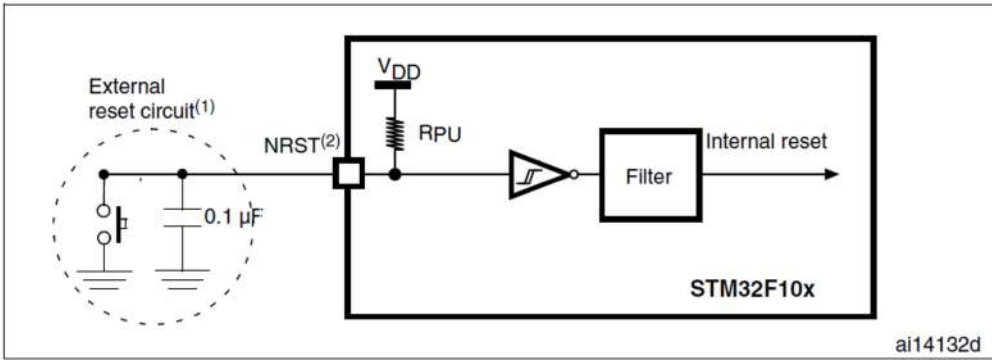 External
reset circuit(1)
VDD
NRST(2)
RPU
0.1 µF
Filter
Internal reset
STM32F10x
ai14132d